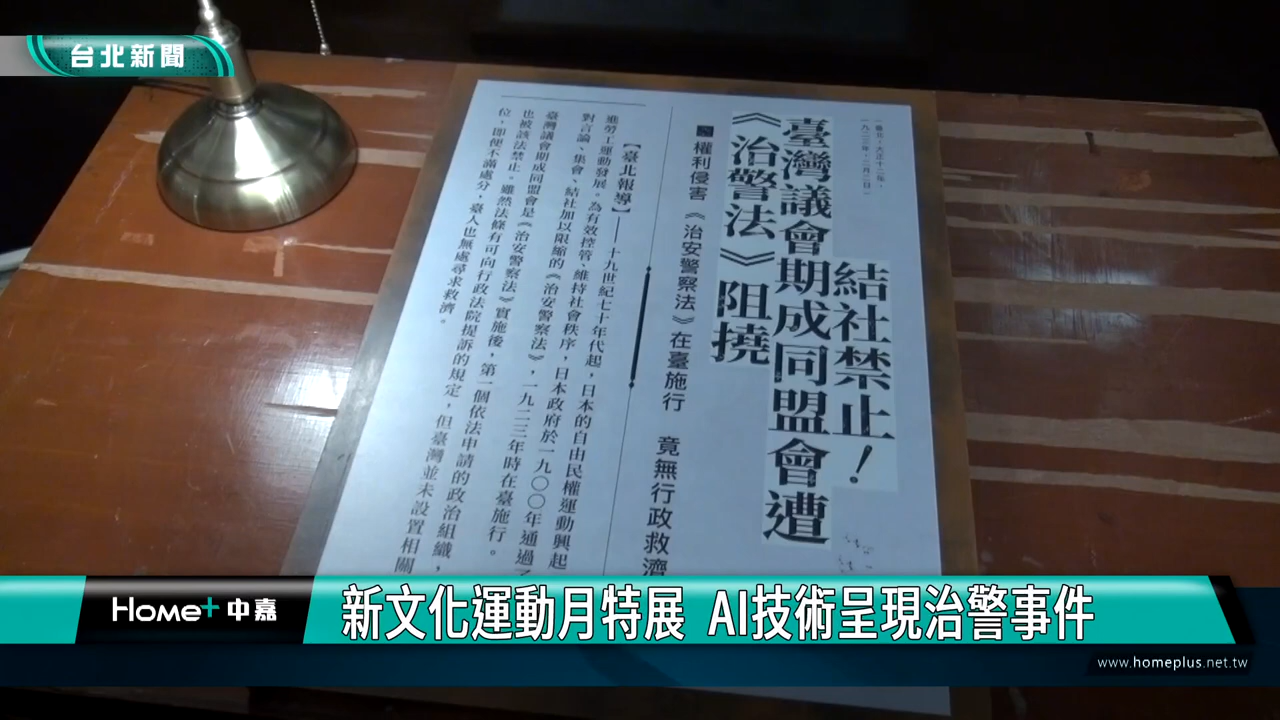 台北新聞
︹臺北,大正十二年,
一九二三年,二月二日︺
結社禁止!
臺灣議會期成同盟會遭
《治警法》阻撓
權利侵害 《治安警察法》在臺施行 竟無行政救濟
【臺北報導】——十九世紀七十年代起,日本的自由民權運動興起
進勞工運動發展。為有效控管、維持社會秩序,日本政府於一九〇〇年通過了
對言論、集會、結社加以限縮的《治安警察法》,一九二三年時在臺施行。
臺灣議會期成同盟會是《治安警察法》實施後,第一個依法申請的政治組織,
也被該法禁止。雖然法條有可向行政法院提訴的規定,但臺灣並未設置相關
位,即便不滿處分,臺人也無處尋求救濟。
Home+中嘉
新文化運動月特展 AI技術呈現治警事件
www.homeplus.net.tw